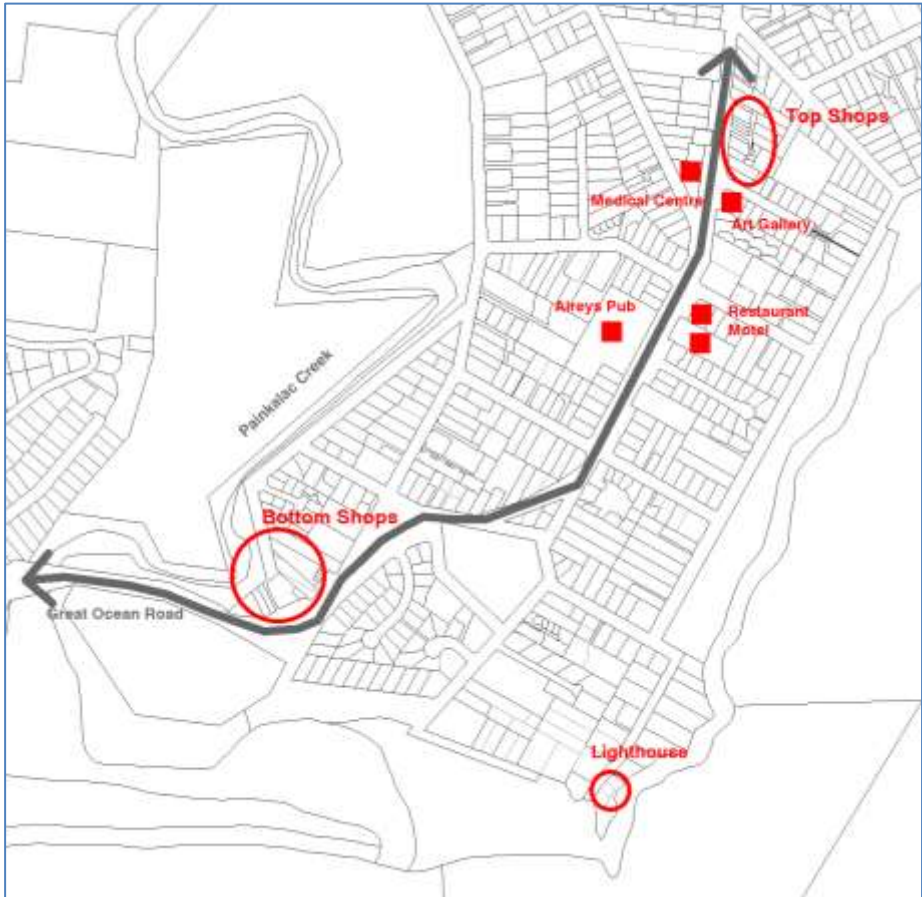 Top Shops
Medical Centre
Art Gallery
Aireys Pub
Restaurant
Motel
Painkalac Creek
Bottom Shops
Great Ocean Road
Lighthouse